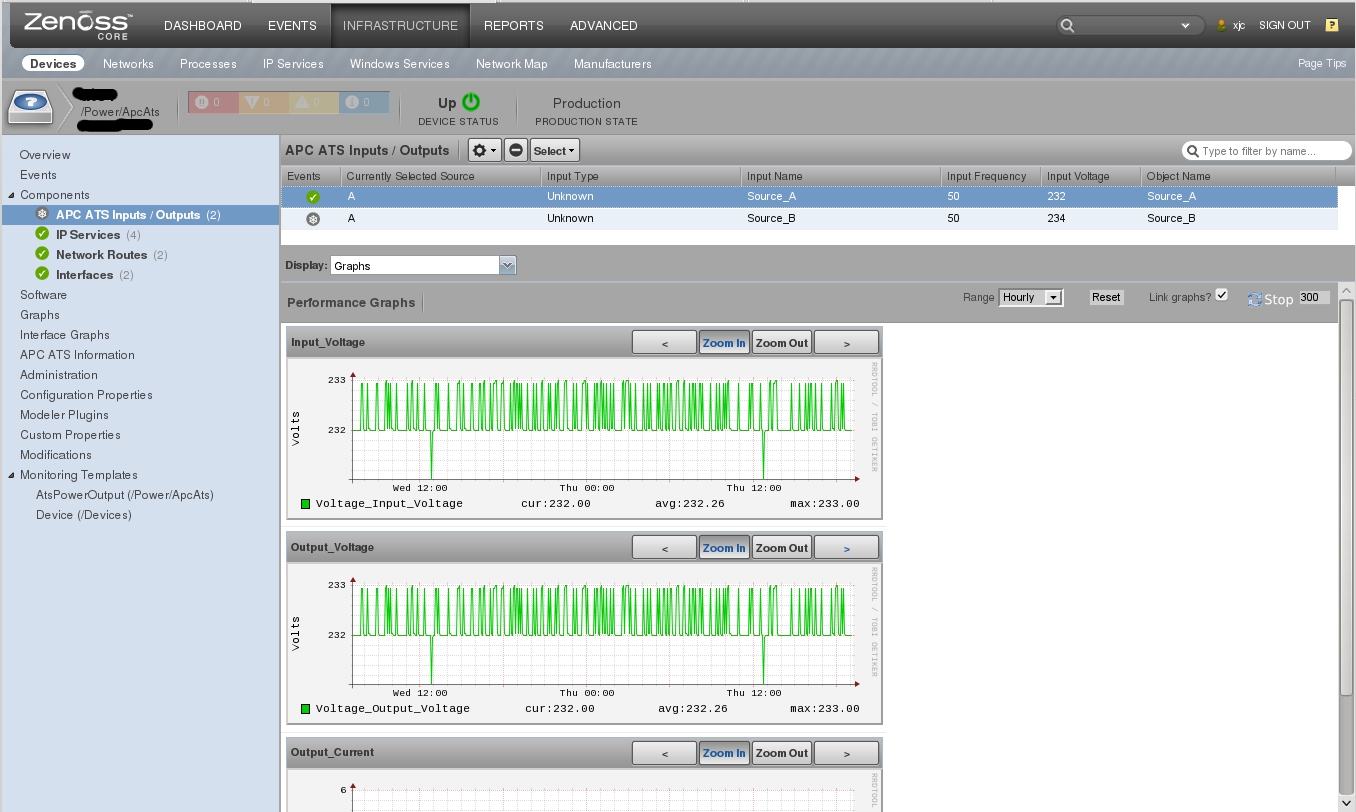 Zenoss CORE DASHBOARD EVENTS INFRASTRUCTURE REPORTS ADVANCED xjc SIGN OUT ?
Devices Networks Processes IP Services Windows Services Network Map Manufacturers Page Tips
/Power/ApcAts
0 0 0 0
Up
DEVICE STATUS
Production
PRODUCTION STATE
Overview
Events
Components
APC ATS Inputs / Outputs (2)
IP Services (4)
Network Routes (2)
Interfaces (2)
Software
Graphs
Interface Graphs
APC ATS Information
Administration
Configuration Properties
Modeler Plugins
Custom Properties
Modifications
Monitoring Templates
AtsPowerOutput (/Power/ApcAts)
Device (/Devices)
APC ATS Inputs / Outputs Select Type to filter by name...
Events Currently Selected Source Input Type Input Name Input Frequency Input Voltage Object Name
A Unknown Source_A 50 232 Source_A
A Unknown Source_B 50 234 Source_B
Display: Graphs
Performance Graphs Range Hourly Reset Link graphs? Stop 300
Input_Voltage < Zoom In Zoom Out >
233
232
Volts
Wed 12:00 Thu 00:00 Thu 12:00
Voltage_Input_Voltage cur:232.00 avg:232.26 max:233.00
RRDTOOL / TOBI OETIKER
Output_Voltage < Zoom In Zoom Out >
233
232
Volts
Wed 12:00 Thu 00:00 Thu 12:00
Voltage_Output_Voltage cur:232.00 avg:232.26 max:233.00
RRDTOOL / TOBI OETIKER
Output_Current < Zoom In Zoom Out >
6
RRDTOOL